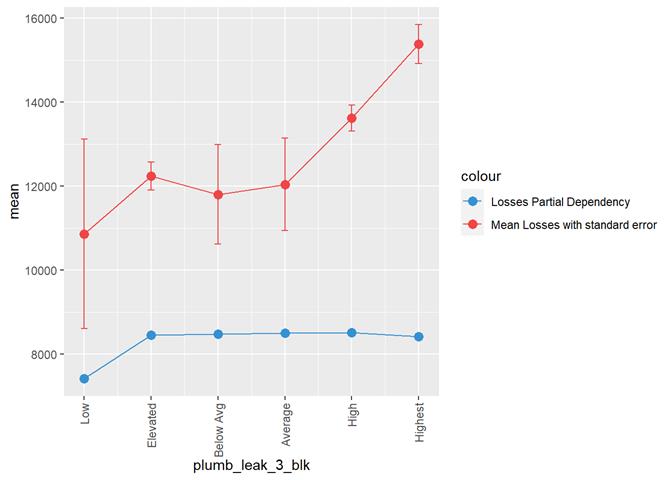 16000
14000
12000
10000
8000
mean
Low
Elevated
Below Avg
Average
High
Highest
plumb_leak_3_blk
colour
Losses Partial Dependency
Mean Losses with standard error